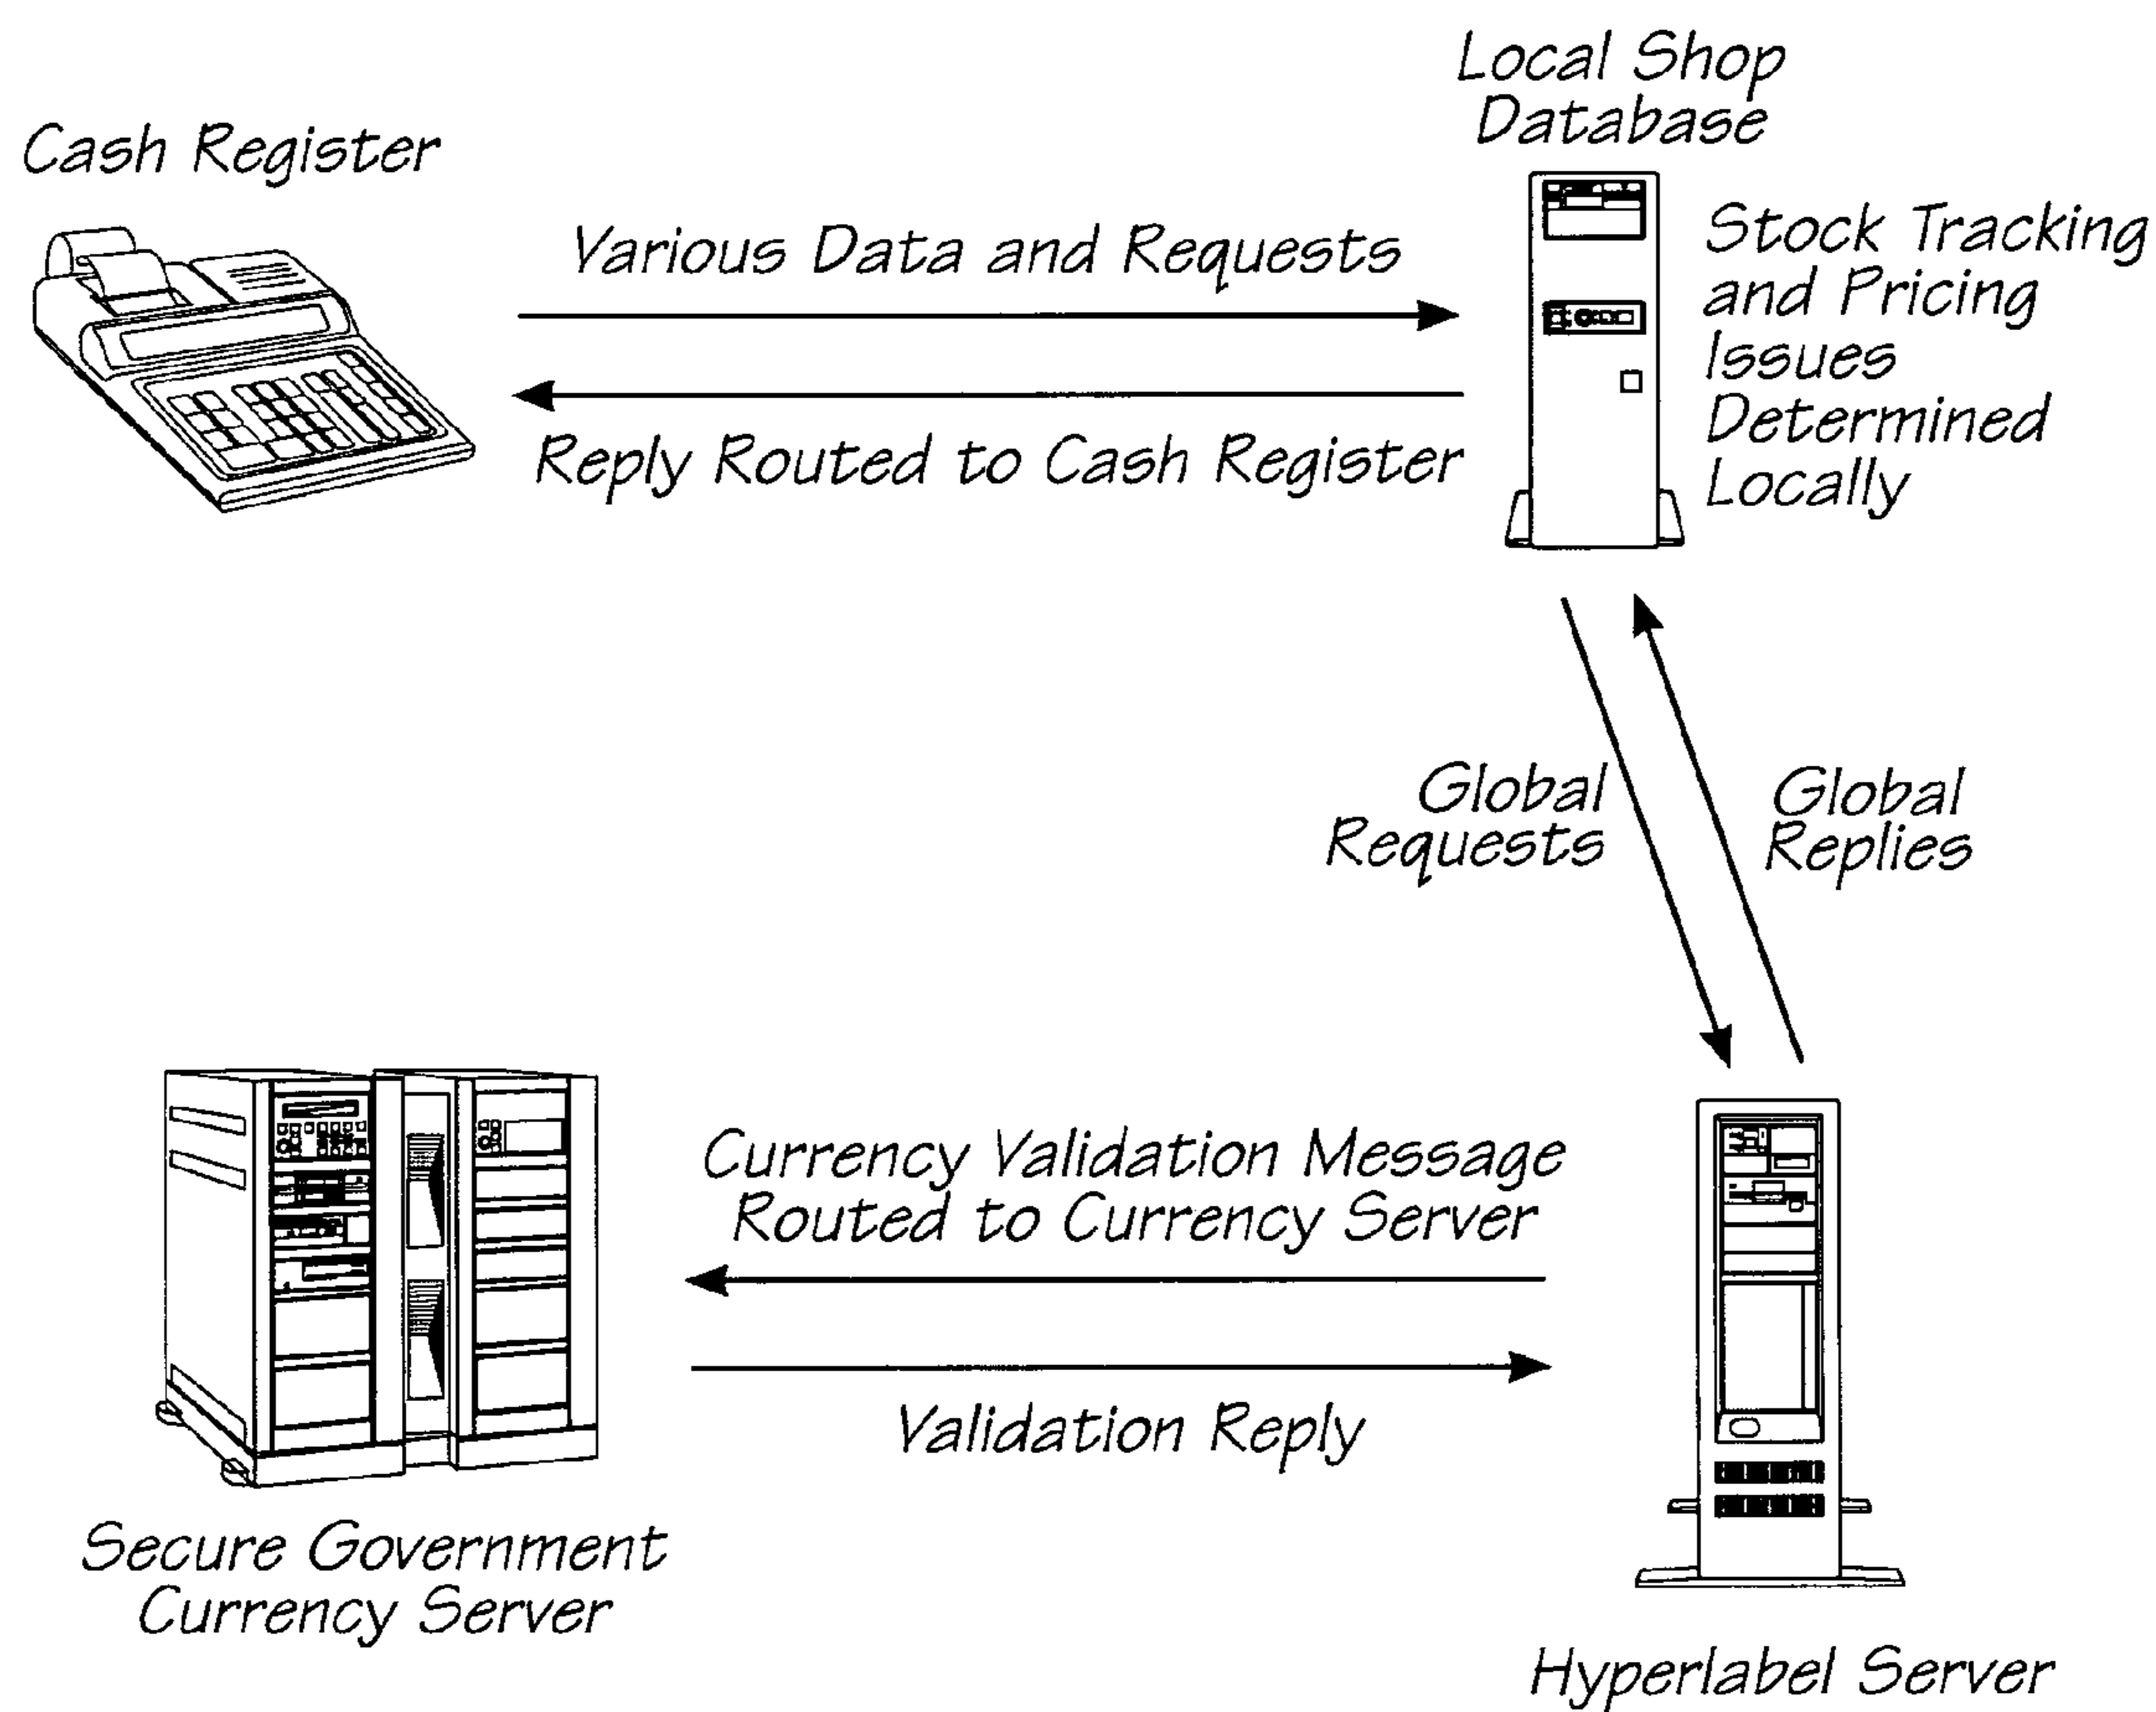 Local Shop
Database
Cash Register
Various Data and Requests
Stock Tracking
and Pricing
Issues
Determined
Locally
Reply Routed to Cash Register
Global
Requests
Global
Replies
Currency Validation Message
Routed to Currency Server
Validation Reply
Secure Government
Currency Server
Hyperlabel Server